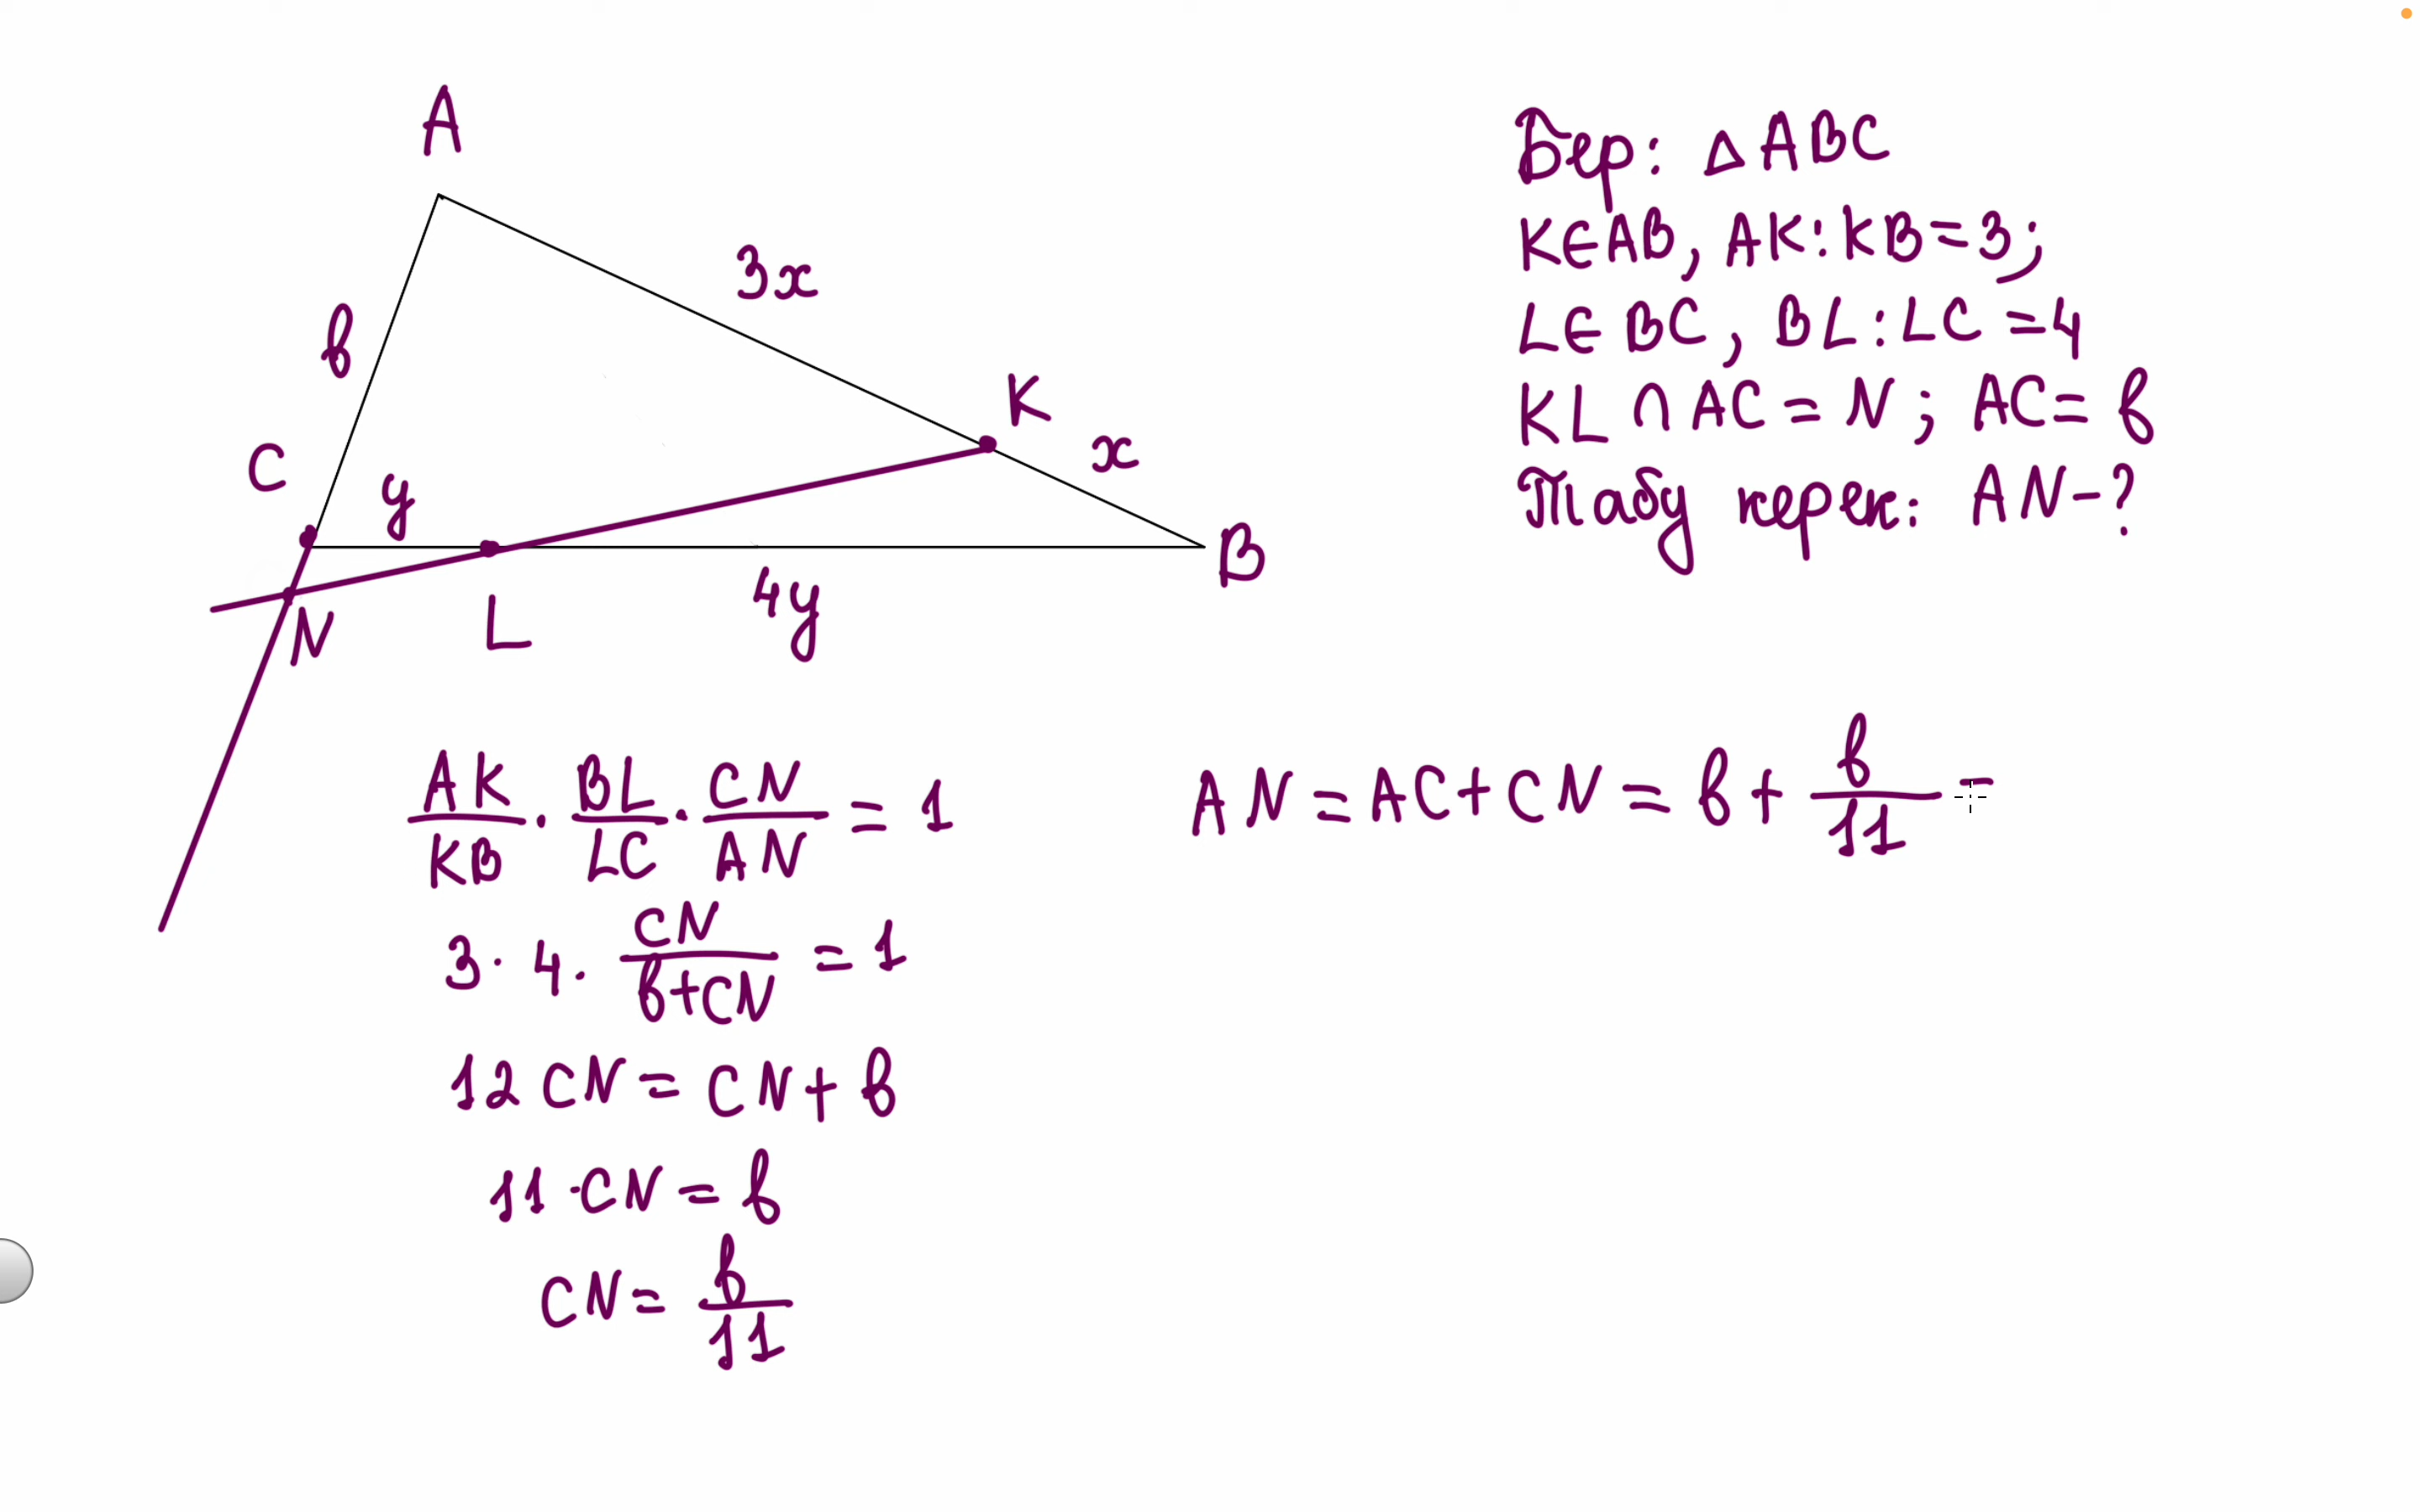 A
3x
в
K
x
C
y
B
N
L
4y
Бер: △ABC
K∈AB, AK:KB=3;
L∈BC, BL:LC=4
KL∩AC=N; AC=в
Табу керек: AN-?
AK/KB · BL/LC · CN/AN = 1
3 · 4 · CN/(в+CN) = 1
12CN=CN+в
11·CN=в
CN=в/11
AN=AC+CN=в+в/11 =